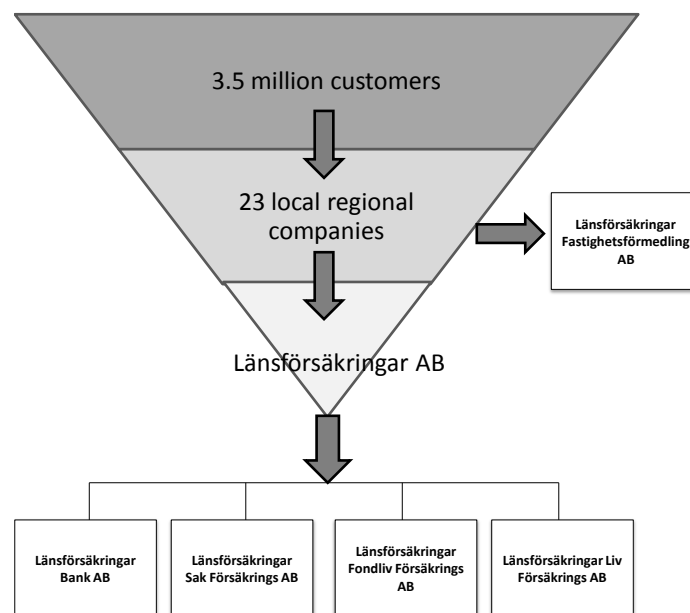 3.5 million customers
23 local regional
companies
Länsförsäkringar
Fastighetsförmedling
AB
Länsförsäkringar AB
Länsförsäkringar
Bank AB
Länsförsäkringar
Sak Försäkrings AB
Länsförsäkringar
Fondliv Försäkrings
AB
Länsförsäkringar Liv
Försäkrings AB